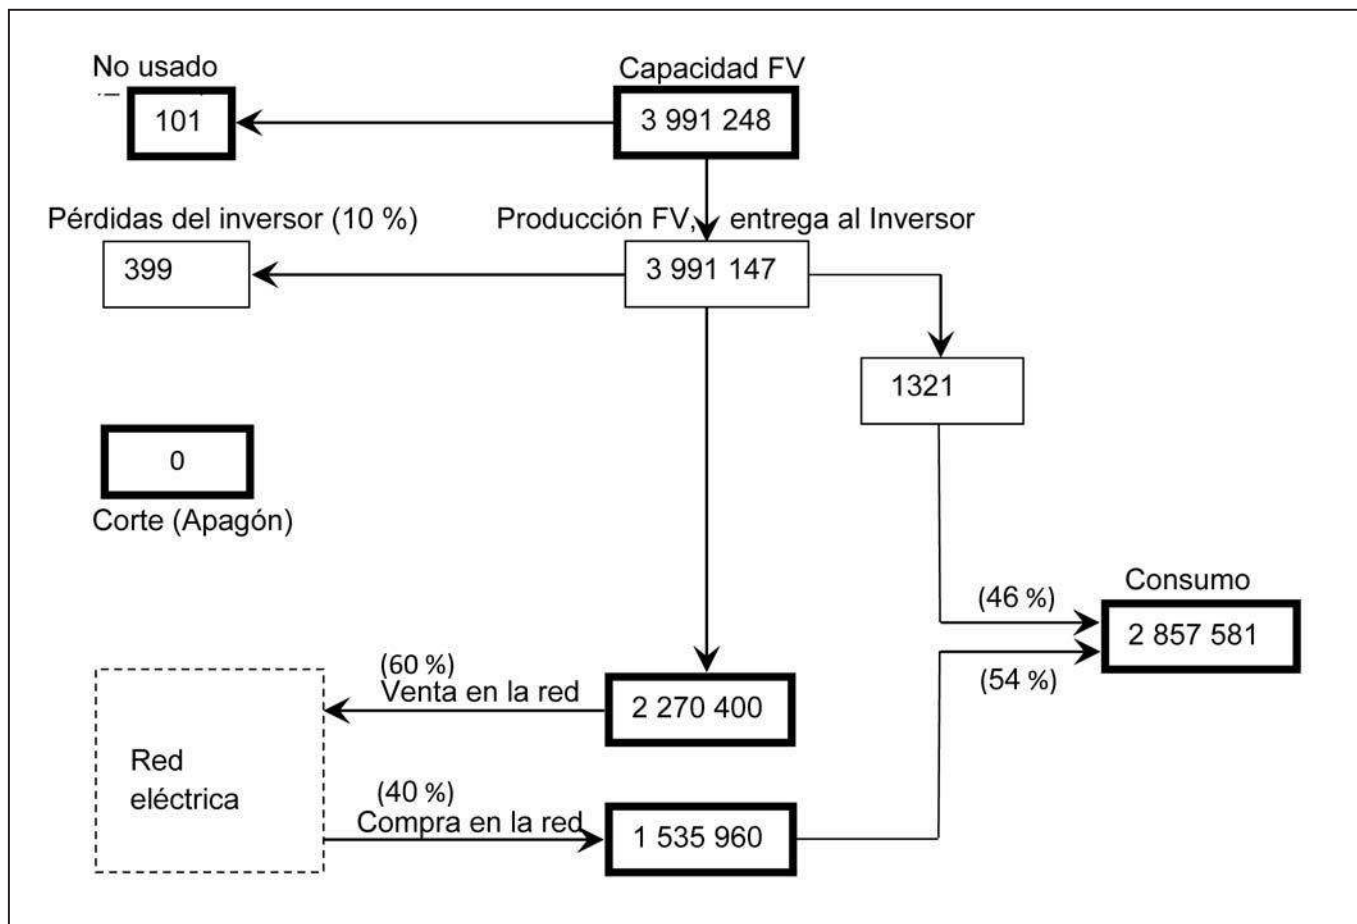 No usado
101
Capacidad FV
3 991 248
Pérdidas del inversor (10 %)
399
Producción FV, entrega al Inversor
3 991 147
1321
0
Corte (Apagón)
Consumo
(46 %)
2 857 581
(54 %)
(60 %)
Venta en la red
2 270 400
Red
eléctrica
(40 %)
Compra en la red
1 535 960